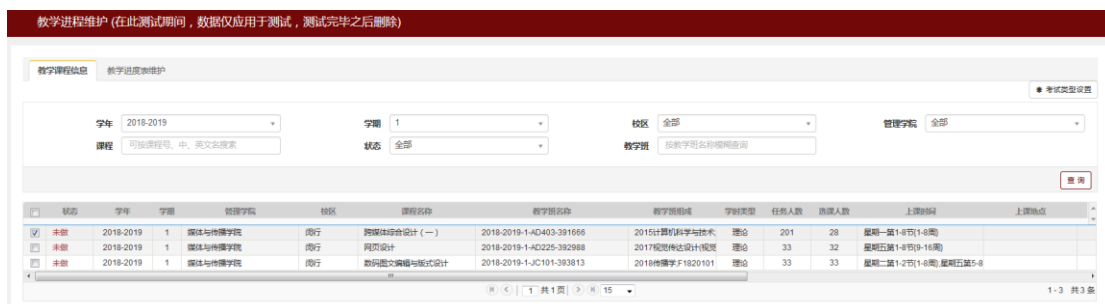 教学进程维护 (在此测试期间，数据仅应用于测试，测试完毕之后删除)
教学课程信息 教学进度表维护
考试类型设置
学年 2018-2019 学期 1 校区 全部 管理学院 全部
课程 可按课程号、中、英文名搜索 状态 全部 教学班 按教学班名称模糊查询
查 询
状态 学年 学期 管理学院 校区 课程名称 教学班名称 教学班组成 学时类型 任务人数 选课人数 上课时间 上课地点
未做 2018-2019 1 媒体与传播学院 闵行 跨媒体综合设计 (一) 2018-2019-1-AD403-391666 2015计算机科学与技术; 理论 201 28 星期一第1-8节{1-8周}
未做 2018-2019 1 媒体与传播学院 闵行 网页设计 2018-2019-1-AD225-392988 2017视觉传达设计(视觉 理论 33 32 星期五第1-8节{9-16周}
未做 2018-2019 1 媒体与传播学院 闵行 数码图文编辑与版式设计 2018-2019-1-JC101-393813 2018传播学;F1820101 理论 33 33 星期二第1-2节{1-8周};星期五第5-8
1 共1页 15 1-3 共3条